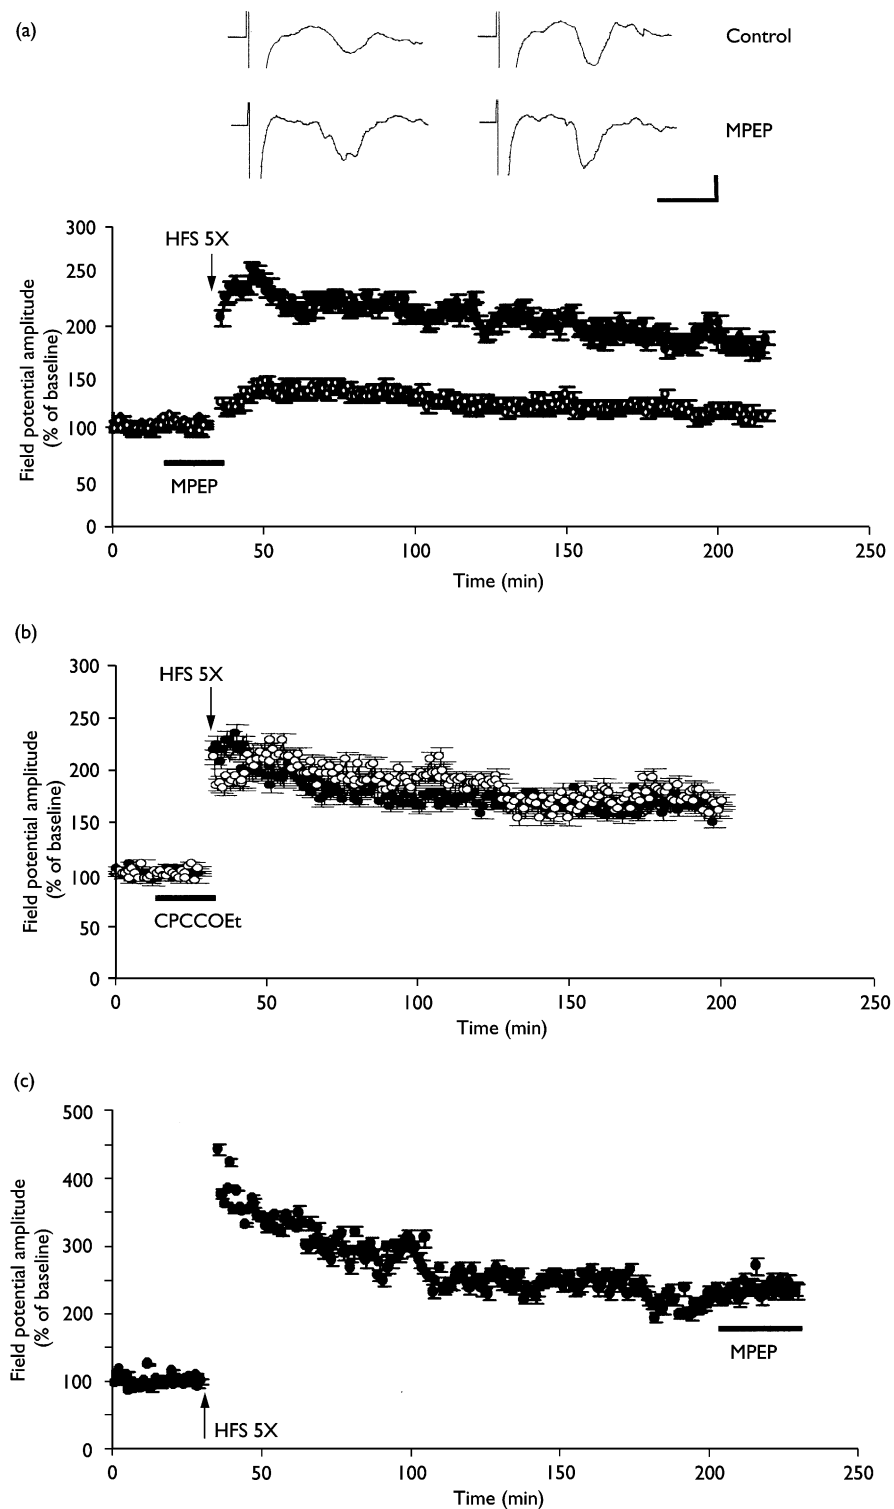 (a)
Control
MPEP
300
250
200
150
100
50
0
HFS 5X
MPEP
Field potential amplitude
(% of baseline)
0 50 100 150 200 250
Time (min)
(b)
300
250
200
150
100
50
0
HFS 5X
CPCCOEt
Field potential amplitude
(% of baseline)
0 50 100 150 200 250
Time (min)
(c)
500
400
300
200
100
0
MPEP
HFS 5X
Field potential amplitude
(% of baseline)
0 50 100 150 200 250
Time (min)